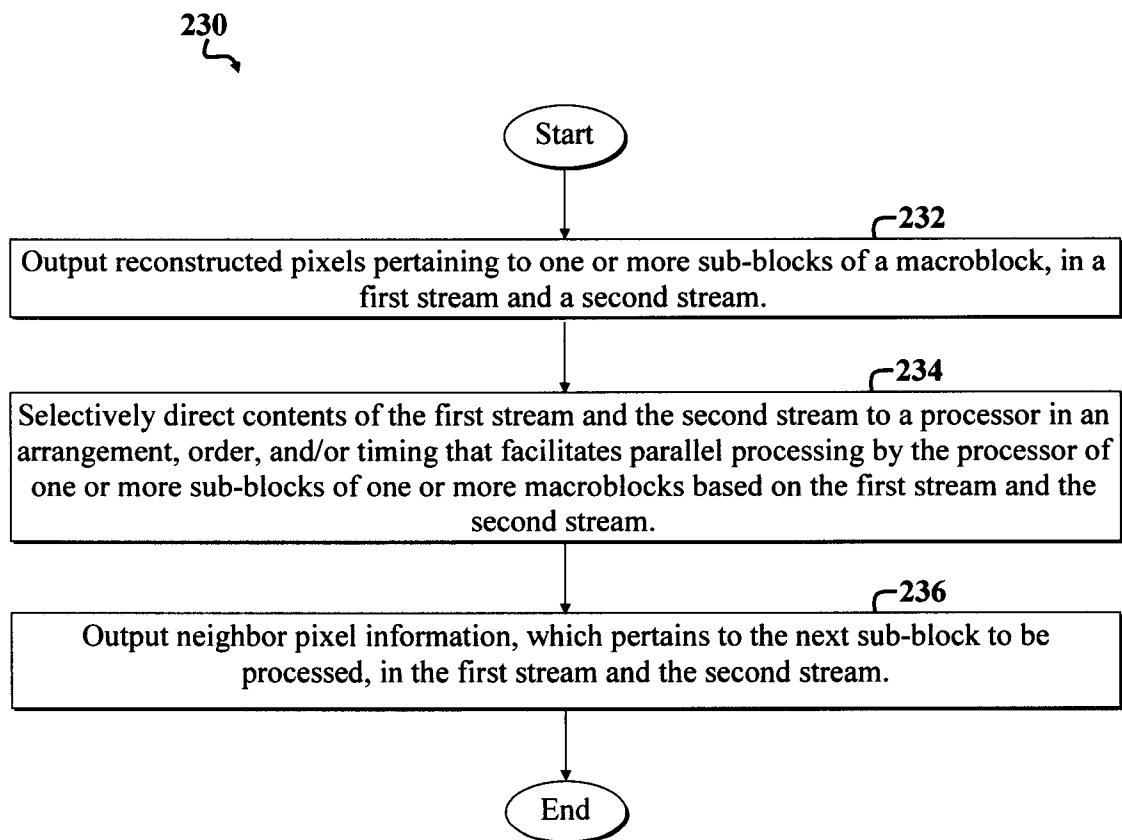 230
Start
232
Output reconstructed pixels pertaining to one or more sub-blocks of a macroblock, in a
first stream and a second stream.
234
Selectively direct contents of the first stream and the second stream to a processor in an
arrangement, order, and/or timing that facilitates parallel processing by the processor of
one or more sub-blocks of one or more macroblocks based on the first stream and the
second stream.
236
Output neighbor pixel information, which pertains to the next sub-block to be
processed, in the first stream and the second stream.
End